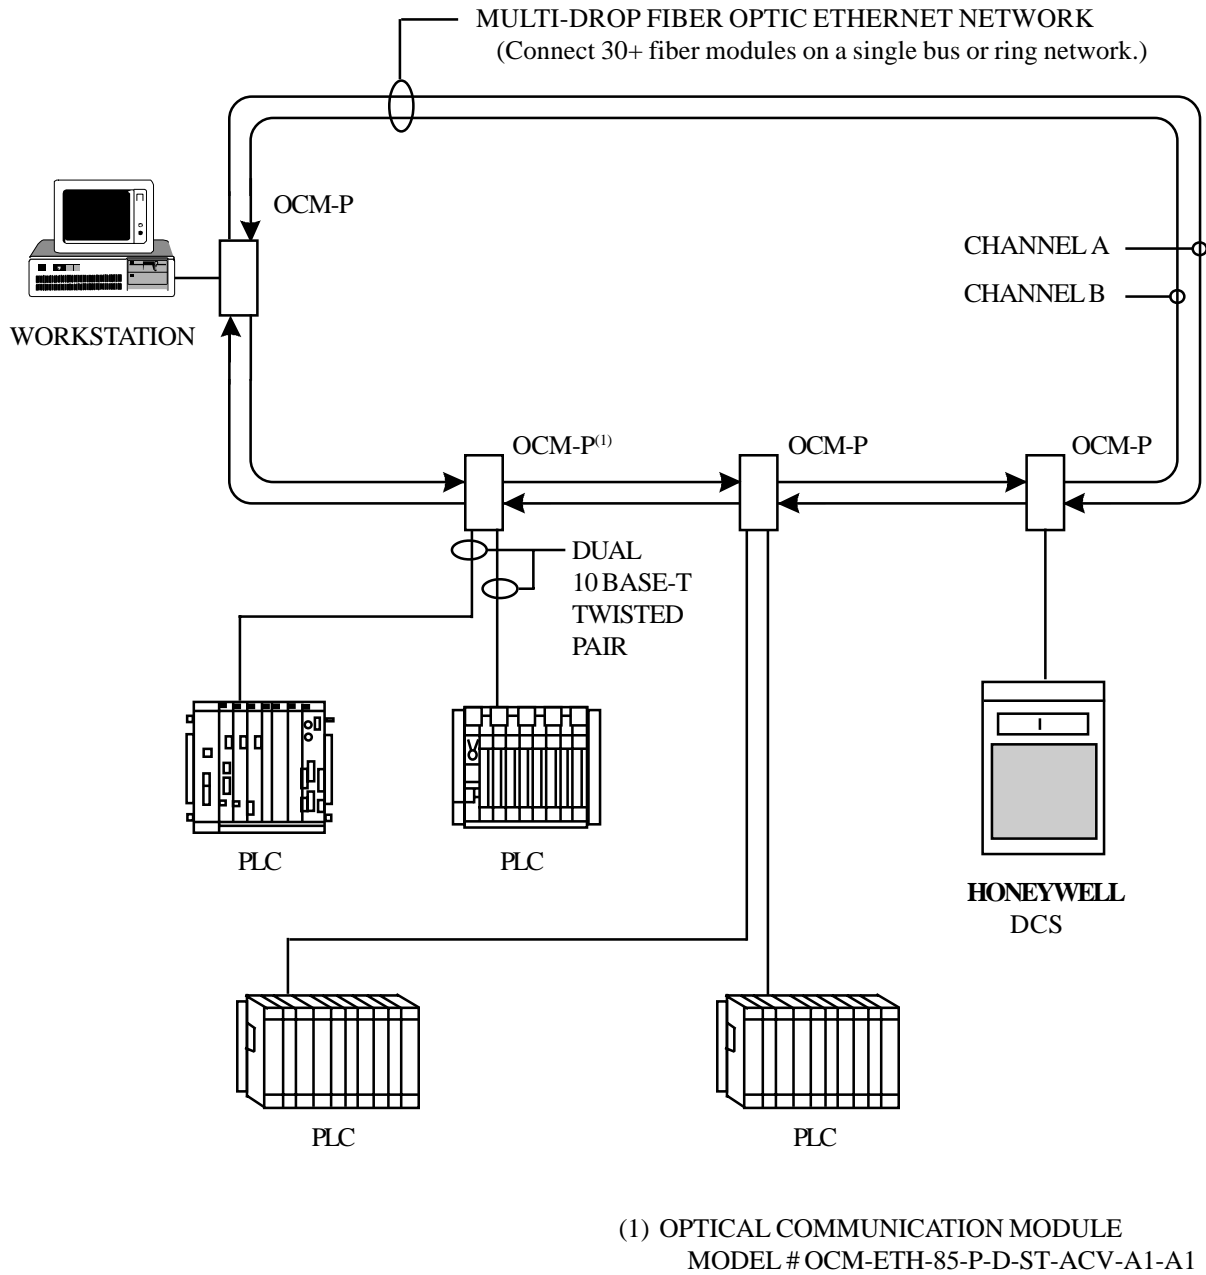 MULTI-DROP FIBER OPTIC ETHERNET NETWORK
(Connect 30+ fiber modules on a single bus or ring network.)
OCM-P
CHANNEL A
CHANNEL B
WORKSTATION
OCM-P(1)
OCM-P
OCM-P
DUAL
10 BASE-T
TWISTED
PAIR
PLC
PLC
HONEYWELL
DCS
PLC
PLC
(1) OPTICAL COMMUNICATION MODULE
MODEL # OCM-ETH-85-P-D-ST-ACV-A1-A1